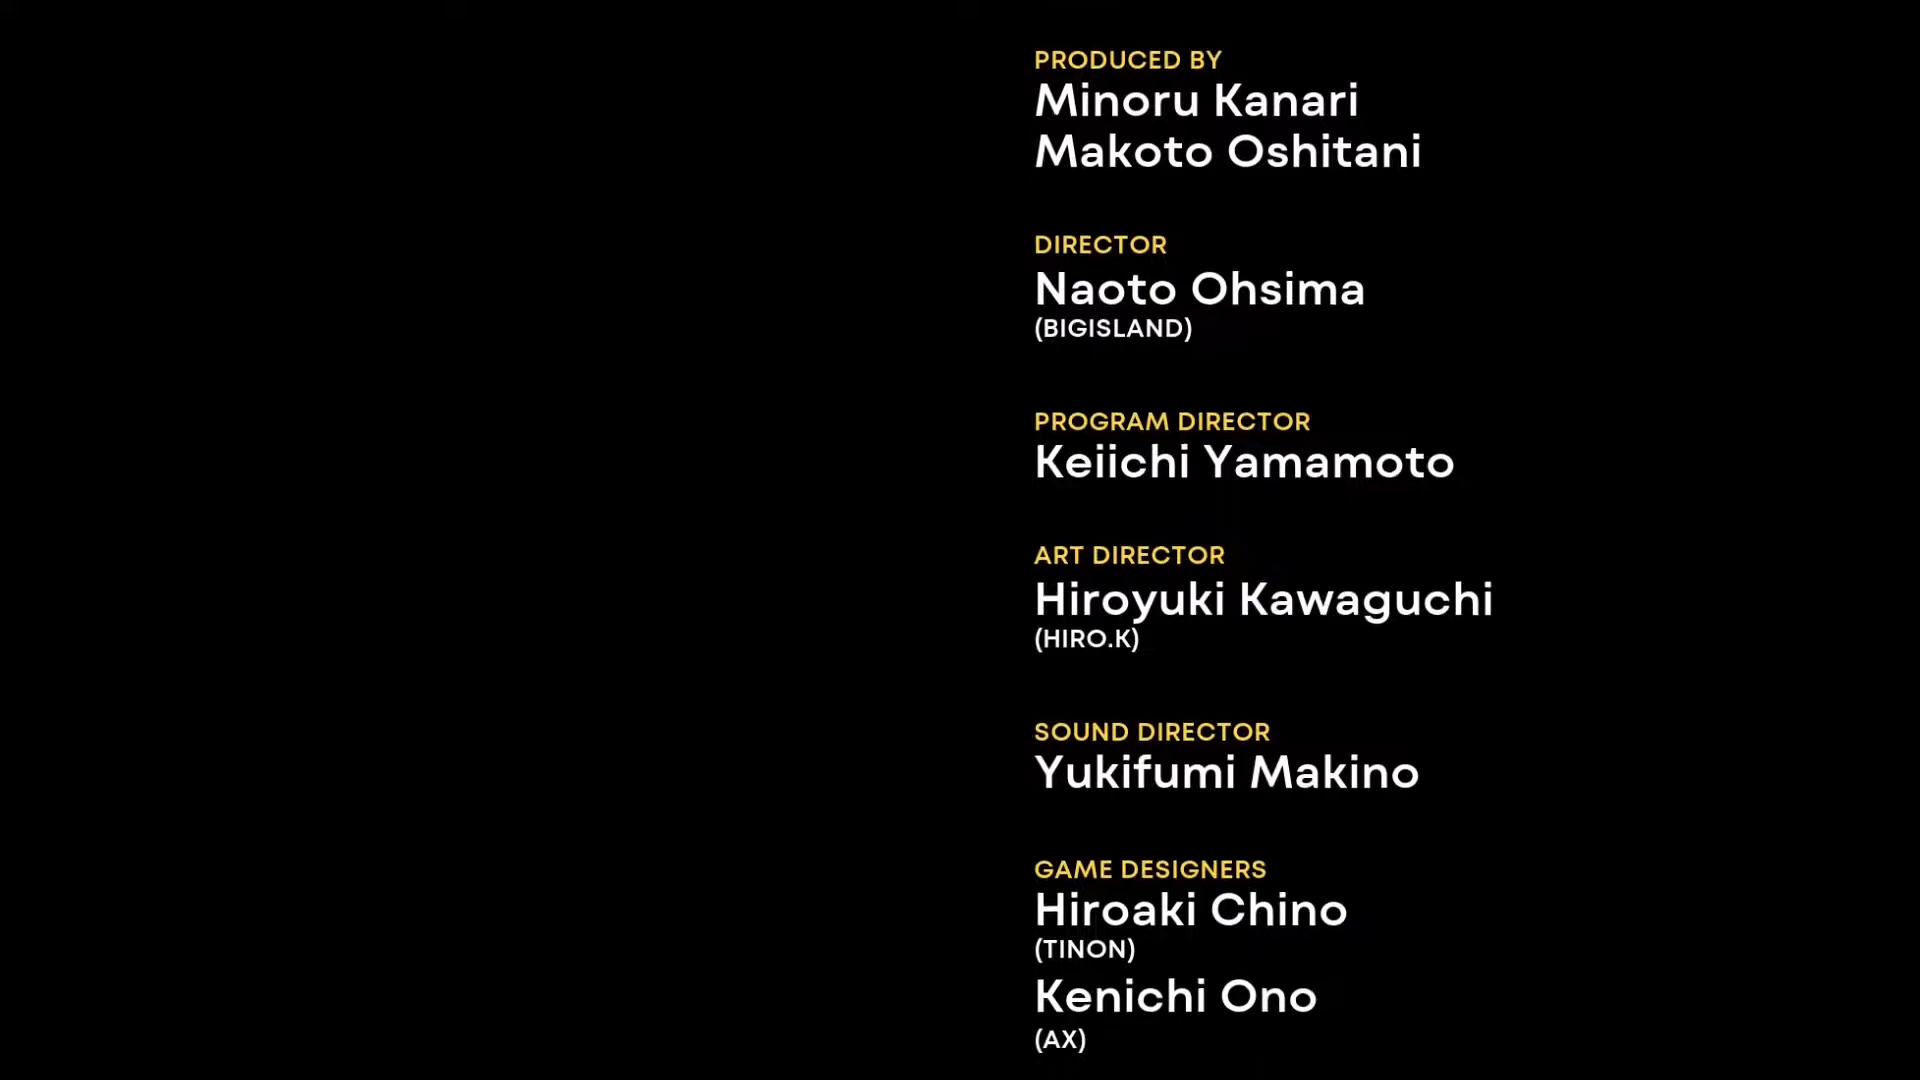 PRODUCED BY
Minoru Kanari
Makoto Oshitani
DIRECTOR
Naoto Ohsima
(BIGISLAND)
PROGRAM DIRECTOR
Keiichi Yamamoto
ART DIRECTOR
Hiroyuki Kawaguchi
(HIRO.K)
SOUND DIRECTOR
Yukifumi Makino
GAME DESIGNERS
Hiroaki Chino
(TINON)
Kenichi Ono
(AX)